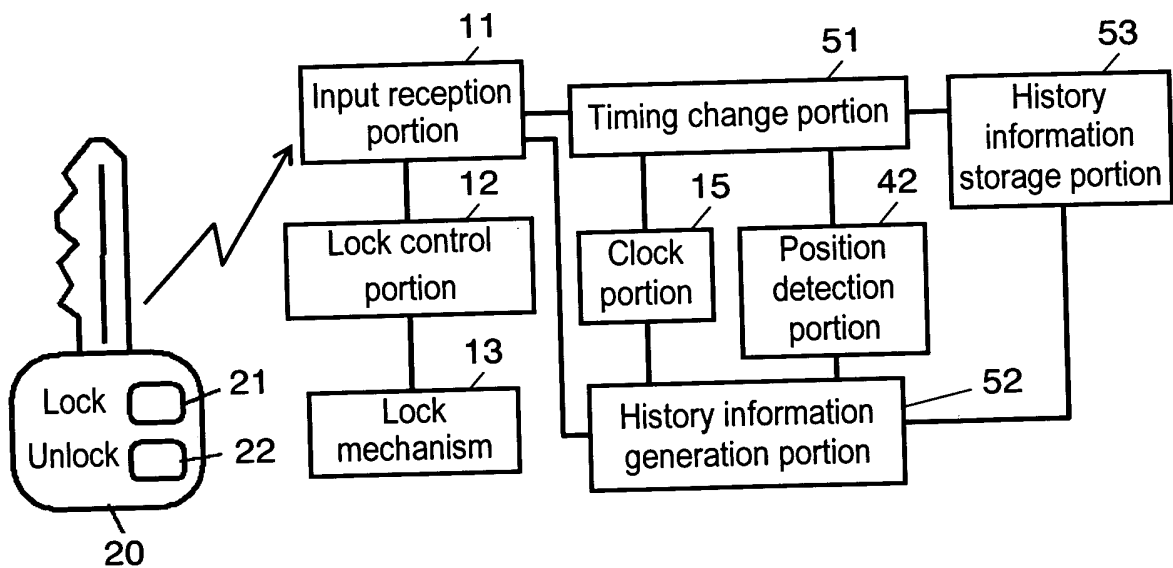 11
Input reception
portion
51
Timing change portion
53
History
information
storage portion
12
Lock control
portion
15
Clock
portion
42
Position
detection
portion
13
Lock
mechanism
52
History information
generation portion
Lock
21
Unlock
22
20